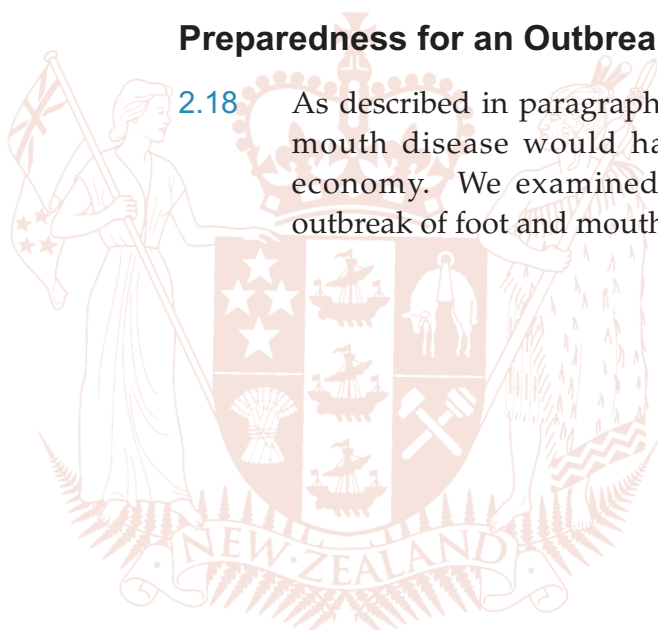 Preparedness for an Outbrea
2.18 As described in paragraph
mouth disease would ha
economy. We examined
outbreak of foot and mouth
NEW·ZEALAND